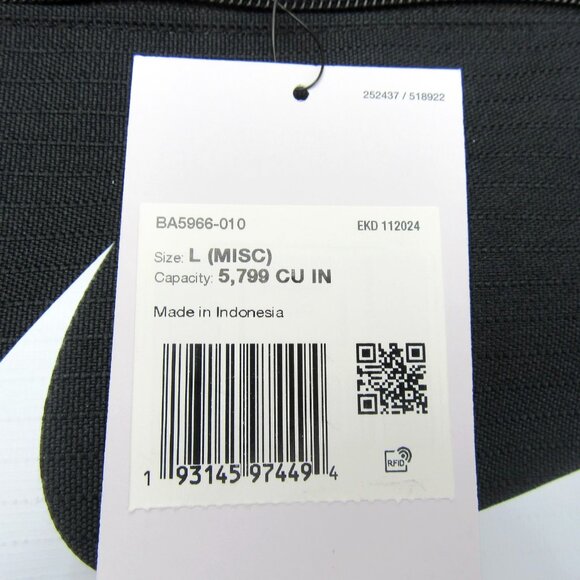 252437 / 518922
BA5966-010 EKD 112024
Size: L (MISC)
Capacity: 5,799 CU IN
Made in Indonesia
1 93145 97449 4
RFID